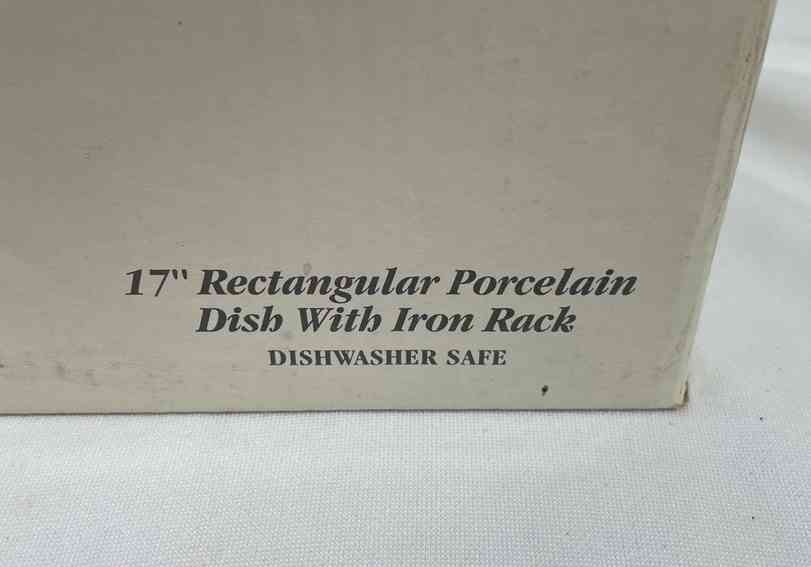 17" Rectangular Porcelain
Dish With Iron Rack
DISHWASHER SAFE